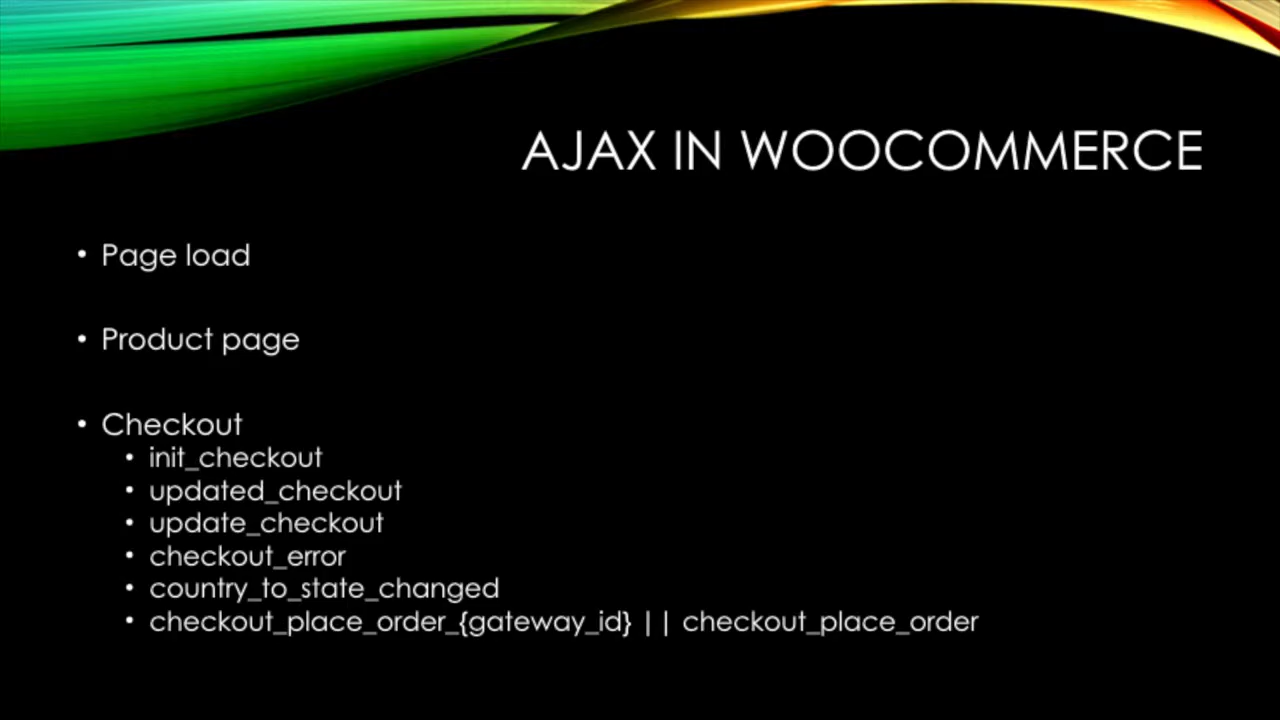 AJAX IN WOOCOMMERCE
• Page load
• Product page
• Checkout
• init_checkout
• updated_checkout
• update_checkout
• checkout_error
• country_to_state_changed
• checkout_place_order_{gateway_id} || checkout_place_order